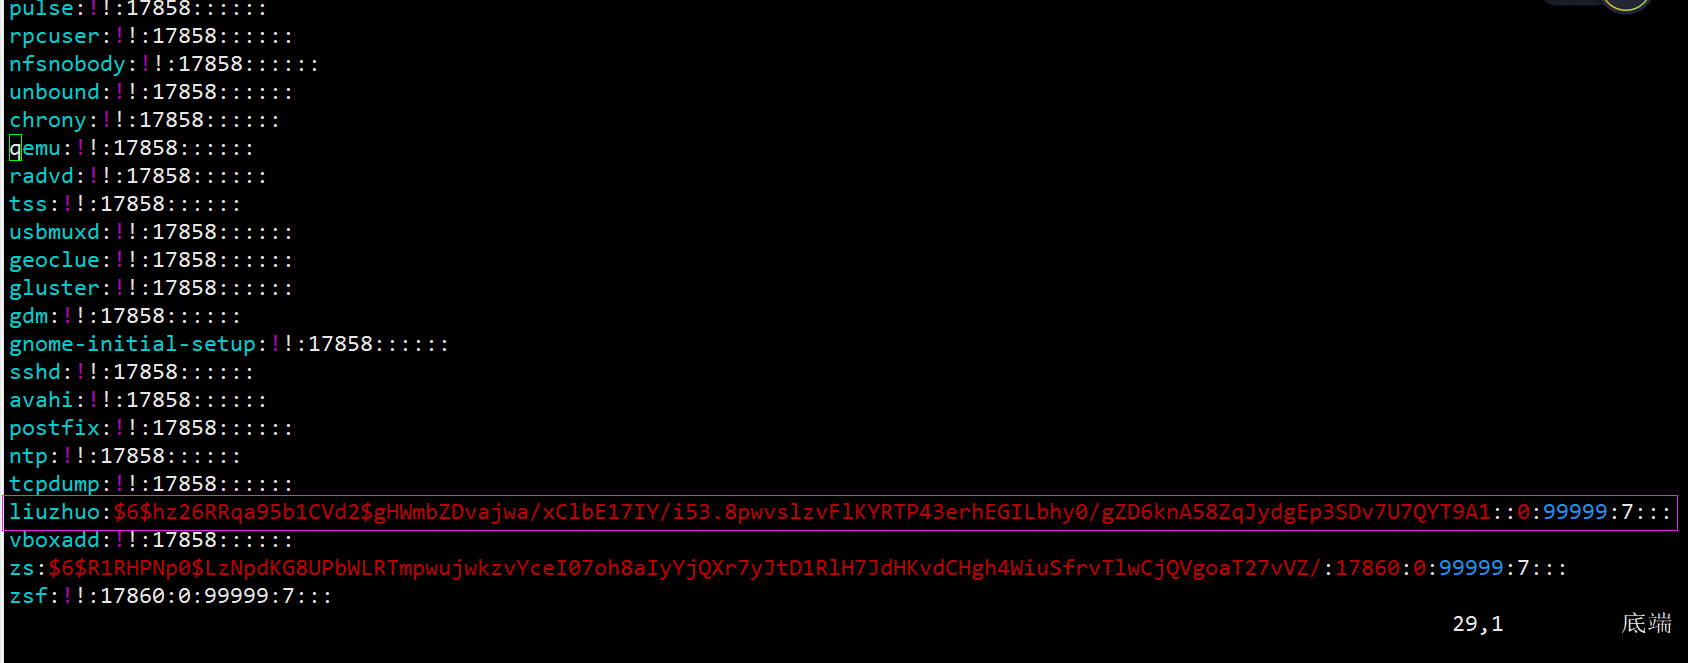 pulse:!!:17858::::::
rpcuser:!!:17858::::::
nfsnobody:!!:17858::::::
unbound:!!:17858::::::
chrony:!!:17858::::::
qemu:!!:17858::::::
radvd:!!:17858::::::
tss:!!:17858::::::
usbmuxd:!!:17858::::::
geoclue:!!:17858::::::
gluster:!!:17858::::::
gdm:!!:17858::::::
gnome-initial-setup:!!:17858::::::
sshd:!!:17858::::::
avahi:!!:17858::::::
postfix:!!:17858::::::
ntp:!!:17858::::::
tcpdump:!!:17858::::::
liuzhuo:$6$hz26RRqa95b1CVd2$gHWmbZDvajwa/xClbE17IY/i53.8pwvslzvFlKYRTP43erhEGILbhy0/gZD6knA58ZqJydgEp3SDv7U7QYT9A1::0:99999:7:::
vboxadd:!!:17858::::::
zs:$6$R1RHPNp0$LzNpdKG8UPbWLRTmpwujwkzvYceI07oh8aIyYjQXr7yJtD1RlH7JdHKvdCHgh4WiuSfrvTlwCjQVgoaT27vVZ/:17860:0:99999:7:::
zsf:!!:17860:0:99999:7:::
29,1 底端